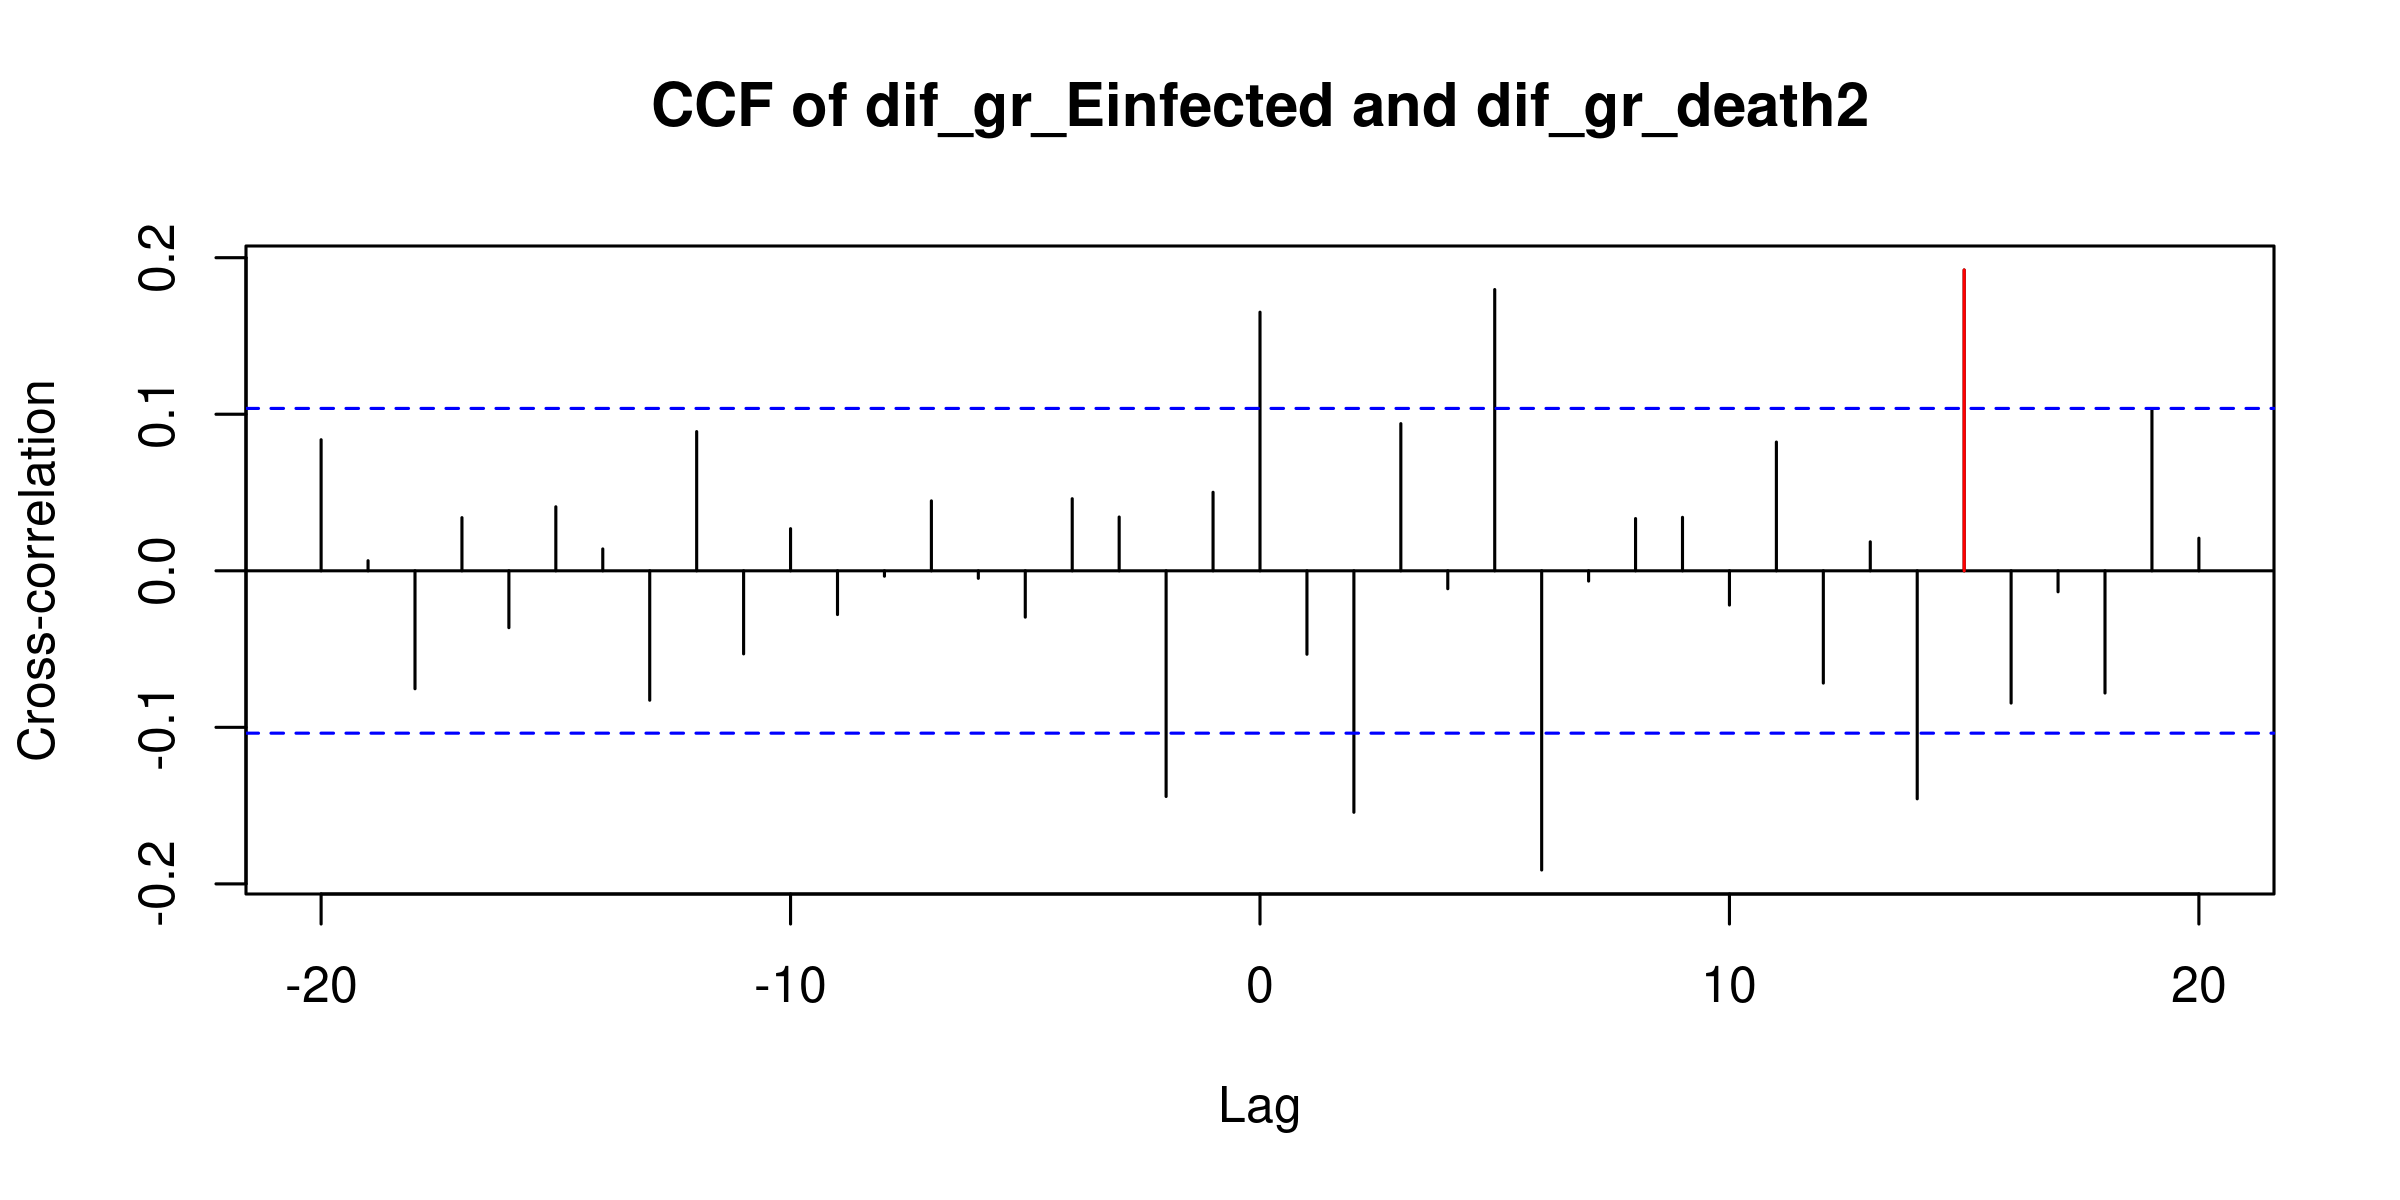 CCF of dif_gr_Einfected and dif_gr_death2
Cross-correlation
0.2
0.1
0.0
-0.1
-0.2
-20 -10 0 10 20
Lag